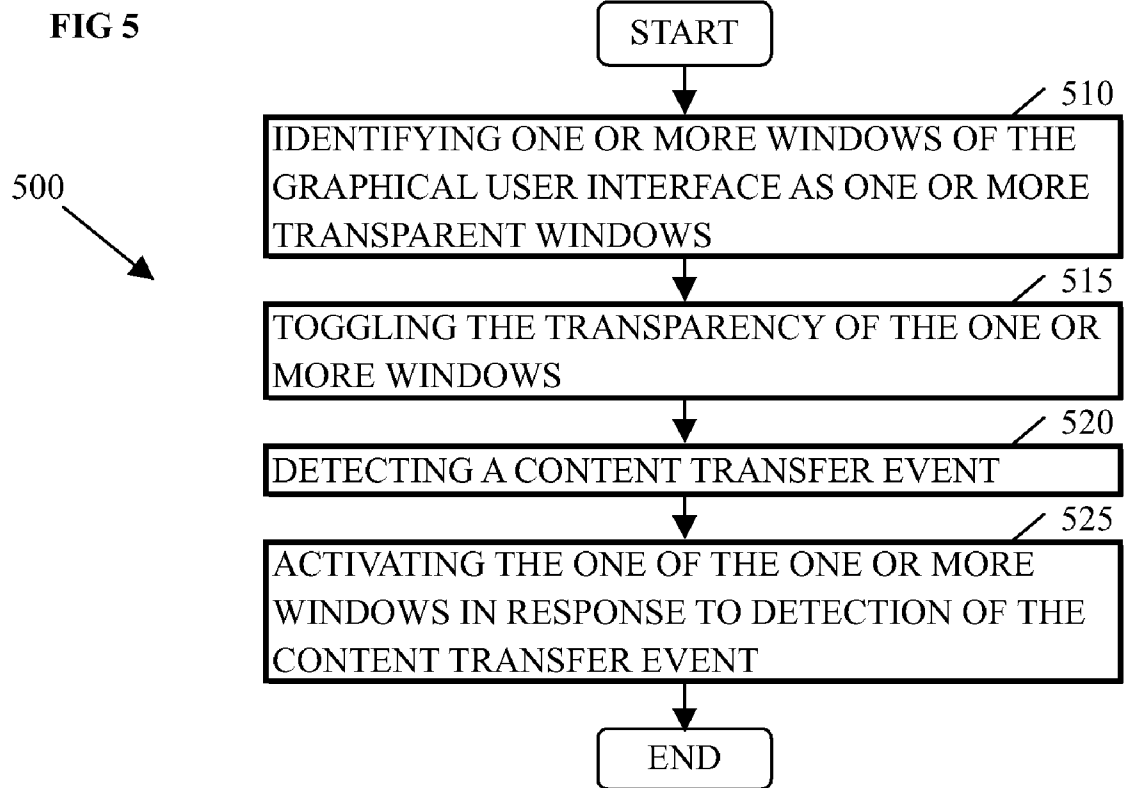 FIG 5
START
510
IDENTIFYING ONE OR MORE WINDOWS OF THE
GRAPHICAL USER INTERFACE AS ONE OR MORE
TRANSPARENT WINDOWS
500
515
TOGGLING THE TRANSPARENCY OF THE ONE OR
MORE WINDOWS
520
DETECTING A CONTENT TRANSFER EVENT
525
ACTIVATING THE ONE OF THE ONE OR MORE
WINDOWS IN RESPONSE TO DETECTION OF THE
CONTENT TRANSFER EVENT
END